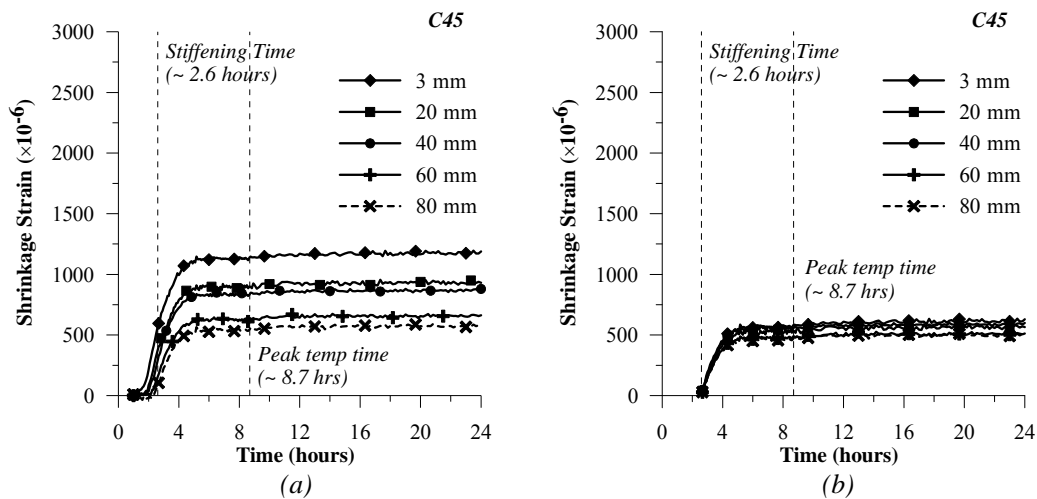 C45
3000
2500
2000
1500
1000
500
0
Shrinkage Strain (×10⁻⁶)
Stiffening Time
(~ 2.6 hours)
3 mm
20 mm
40 mm
60 mm
80 mm
Peak temp time
(~ 8.7 hrs)
0 4 8 12 16 20 24
Time (hours)
(a)
C45
3000
2500
2000
1500
1000
500
0
Shrinkage Strain (×10⁻⁶)
Stiffening Time
(~ 2.6 hours)
3 mm
20 mm
40 mm
60 mm
80 mm
Peak temp time
(~ 8.7 hrs)
0 4 8 12 16 20 24
Time (hours)
(b)